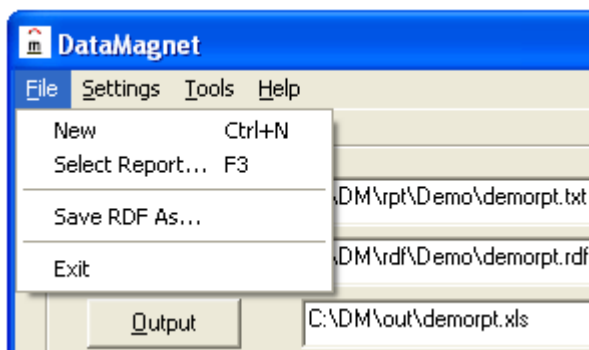 DataMagnet
File Settings Tools Help
New Ctrl+N
Select Report... F3
\DM\rpt\Demo\demorpt.txt
Save RDF As...
\DM\rdf\Demo\demorpt.rdf
Exit
Output C:\DM\out\demorpt.xls